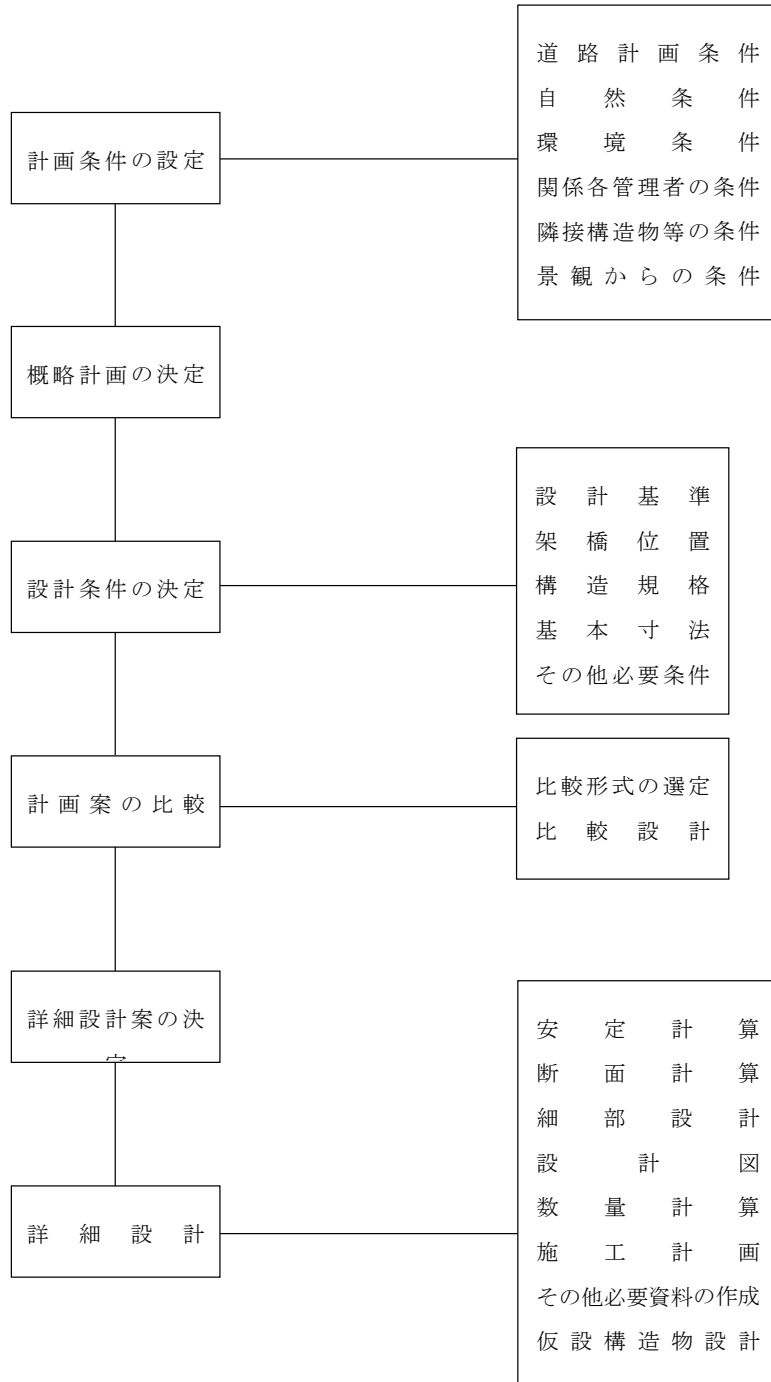 計画条件の設定
道路計画条件
自然条件
環境条件
関係各管理者の条件
隣接構造物等の条件
景観からの条件
概略計画の決定
設計条件の決定
設計基準
架橋位置
構造規格
基本寸法
その他必要条件
計画案の比較
比較形式の選定
比較設計
詳細設計案の決
定
詳細設計
安定計算
断面計算
細部設計
設計図
数量計算
施工計画
その他必要資料の作成
仮設構造物設計